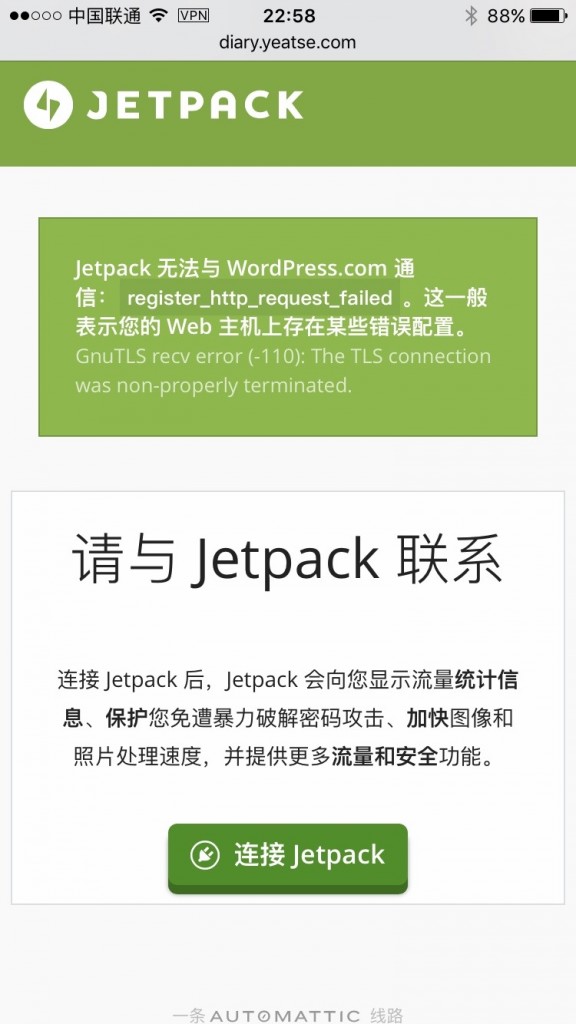 中国联通 VPN 22:58 88%
diary.yeatse.com
JETPACK
Jetpack 无法与 WordPress.com 通
信： register_http_request_failed 。这一般
表示您的 Web 主机上存在某些错误配置。
GnuTLS recv error (-110): The TLS connection
was non-properly terminated.
请与 Jetpack 联系
连接 Jetpack 后，Jetpack 会向您显示流量统计信
息、保护您免遭暴力破解密码攻击、加快图像和
照片处理速度，并提供更多流量和安全功能。
连接 Jetpack
一条 AUTOMATTIC 线路